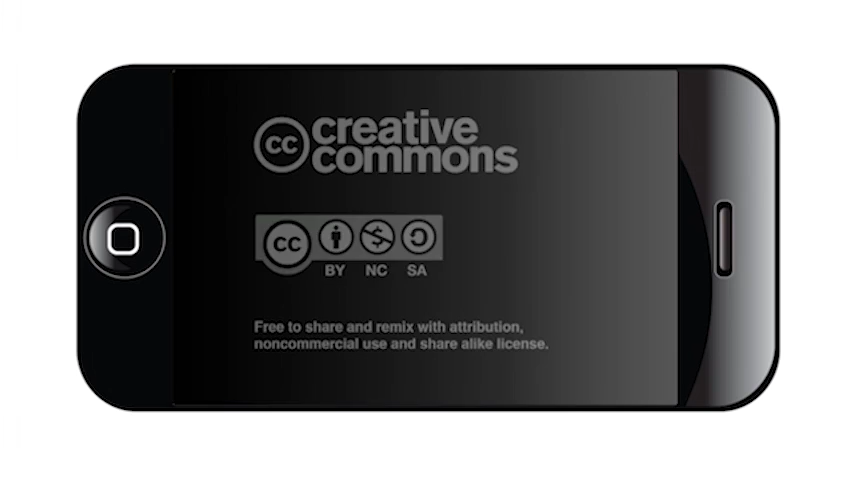 cc creative
commons
cc
BY NC SA
Free to share and remix with attribution,
noncommercial use and share alike license.